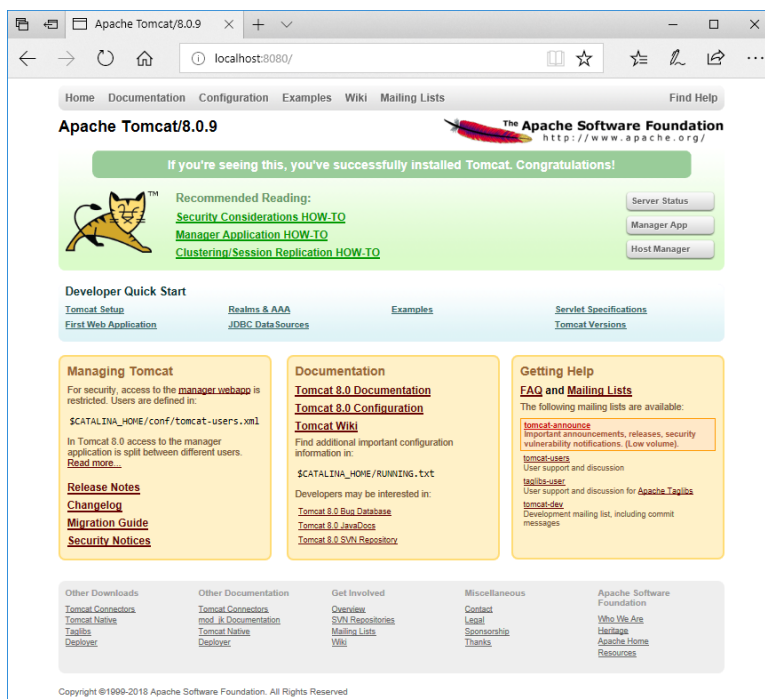 Apache Tomcat/8.0.9
localhost:8080/
Home Documentation Configuration Examples Wiki Mailing Lists Find Help
Apache Tomcat/8.0.9
The Apache Software Foundation
http://www.apache.org/
If you're seeing this, you've successfully installed Tomcat. Congratulations!
TM
Recommended Reading:
Security Considerations HOW-TO
Manager Application HOW-TO
Clustering/Session Replication HOW-TO
Server Status
Manager App
Host Manager
Developer Quick Start
Tomcat Setup
First Web Application
Realms & AAA
JDBC DataSources
Examples
Servlet Specifications
Tomcat Versions
Managing Tomcat
For security, access to the manager webapp is
restricted. Users are defined in:
$CATALINA_HOME/conf/tomcat-users.xml
In Tomcat 8.0 access to the manager
application is split between different users.
Read more...
Release Notes
Changelog
Migration Guide
Security Notices
Documentation
Tomcat 8.0 Documentation
Tomcat 8.0 Configuration
Tomcat Wiki
Find additional important configuration
information in:
$CATALINA_HOME/RUNNING.txt
Developers may be interested in:
Tomcat 8.0 Bug Database
Tomcat 8.0 JavaDocs
Tomcat 8.0 SVN Repository
Getting Help
FAQ and Mailing Lists
The following mailing lists are available:
tomcat-announce
Important announcements, releases, security
vulnerability notifications. (Low volume).
tomcat-users
User support and discussion
taglibs-user
User support and discussion for Apache Taglibs
tomcat-dev
Development mailing list, including commit
messages
Other Downloads
Tomcat Connectors
Tomcat Native
Taglibs
Deployer
Other Documentation
Tomcat Connectors
mod_jk Documentation
Tomcat Native
Deployer
Get Involved
Overview
SVN Repositories
Mailing Lists
Wiki
Miscellaneous
Contact
Legal
Sponsorship
Thanks
Apache Software
Foundation
Who We Are
Heritage
Apache Home
Resources
Copyright ©1999-2018 Apache Software Foundation. All Rights Reserved